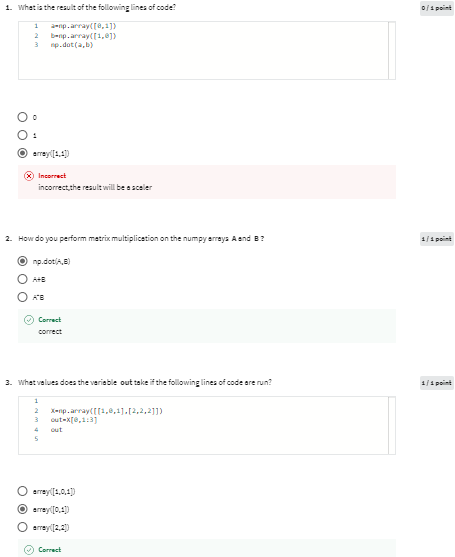 1. What is the result of the following lines of code?
0 / 1 point
1 a=np.array([0,1])
2 b=np.array([1,0])
3 np.dot(a,b)
0
1
array([1,1])
Incorrect
incorrect,the result will be a scaler
2. How do you perform matrix multiplication on the numpy arrays A and B ?
1 / 1 point
np.dot(A,B)
A+B
A*B
Correct
correct
3. What values does the variable out take if the following lines of code are run?
1 / 1 point
1
2 X=np.array([[1,0,1],[2,2,2]])
3 out=X[0,1:3]
4 out
5
array([1,0,1])
array([0,1])
array([2,2])
Correct